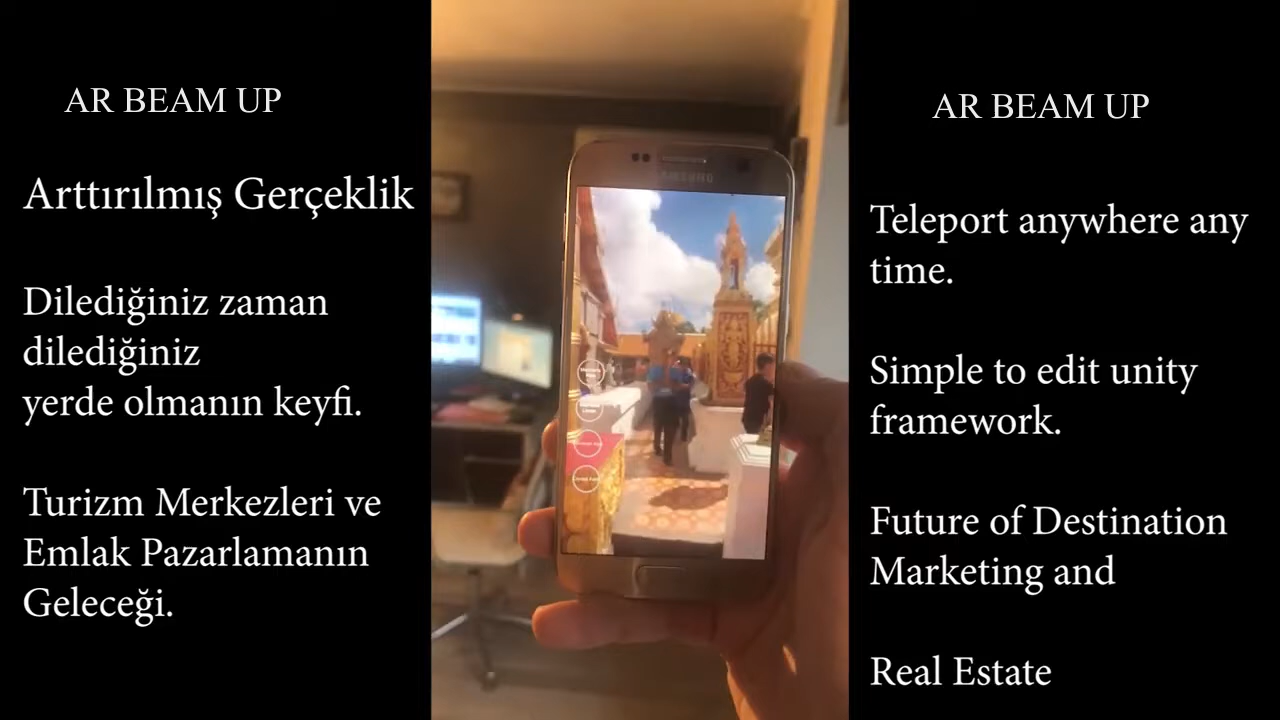 AR BEAM UP
Arttırılmış Gerçeklik
Dilediğiniz zaman
dilediğiniz
yerde olmanın keyfi.
Turizm Merkezleri ve
Emlak Pazarlamanın
Geleceği.
SAMSUNG
AR BEAM UP
Teleport anywhere any
time.
Simple to edit unity
framework.
Future of Destination
Marketing and
Real Estate